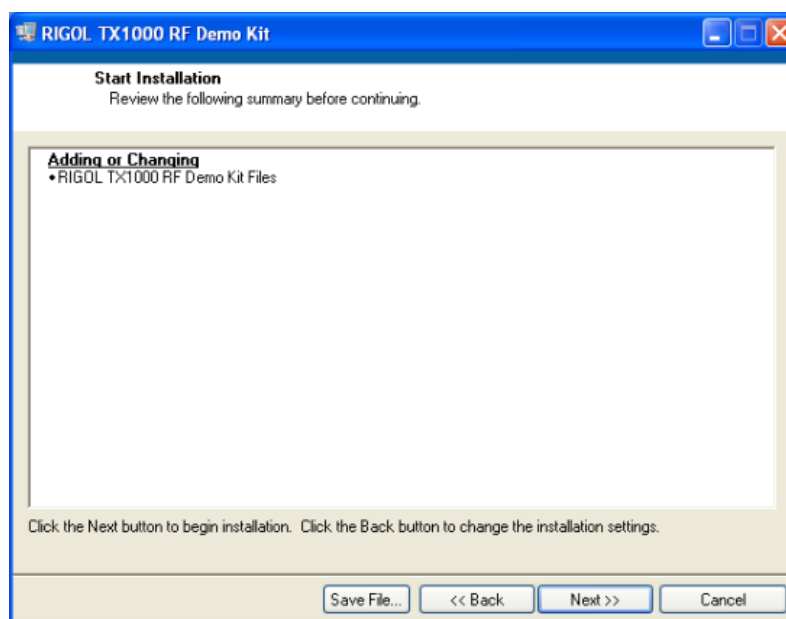 RIGOL TX1000 RF Demo Kit
Start Installation
Review the following summary before continuing.
Adding or Changing
•RIGOL TX1000 RF Demo Kit Files
Click the Next button to begin installation.  Click the Back button to change the installation settings.
Save File... << Back Next >> Cancel